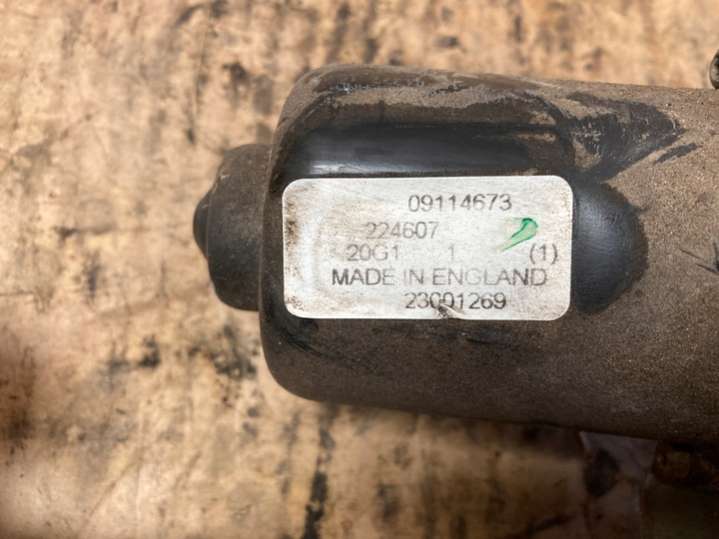 09114673
224607
20G1 1 (1)
MADE IN ENGLAND
23001269